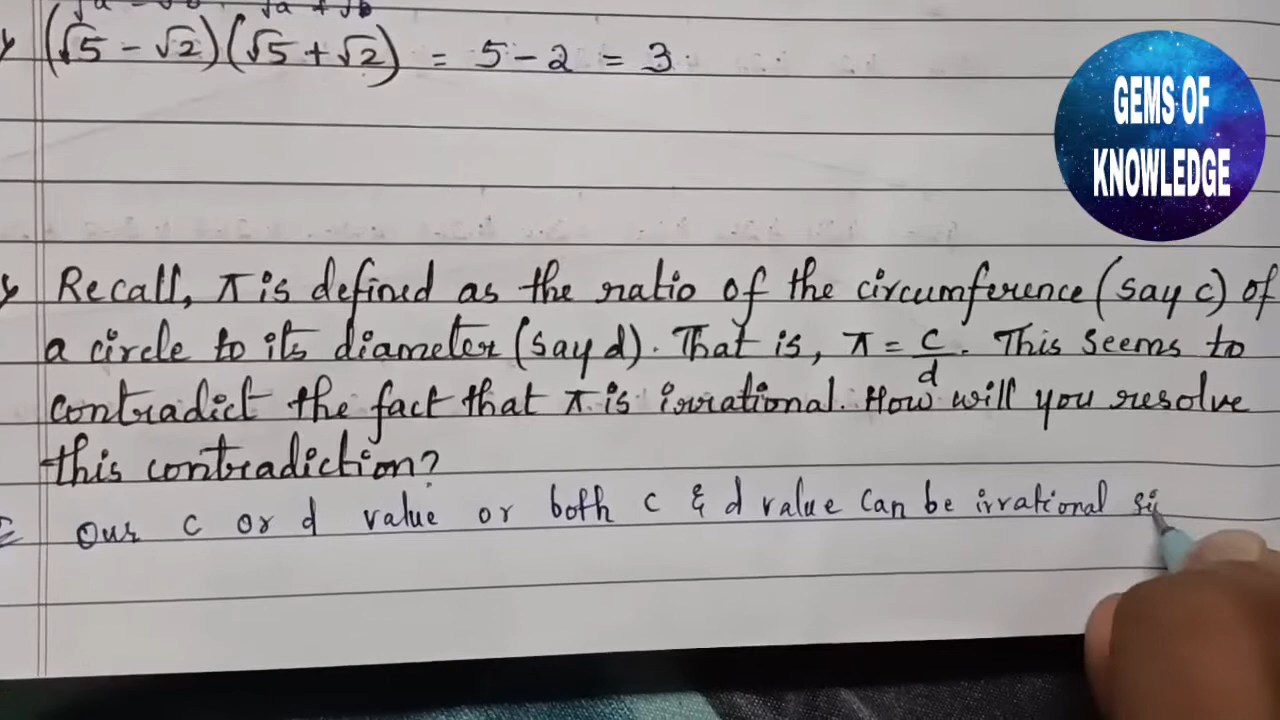 √a + √b
(√5 - √2)(√5 + √2) = 5 - 2 = 3
GEMS OF
KNOWLEDGE
Recall, π is defined as the ratio of the circumference (say c) of
a circle to its diameter (say d). That is, π = c/d. This seems to
contradict the fact that π is irrational. How will you resolve
this contradiction?
Our c or d value or both c & d value can be irrational si